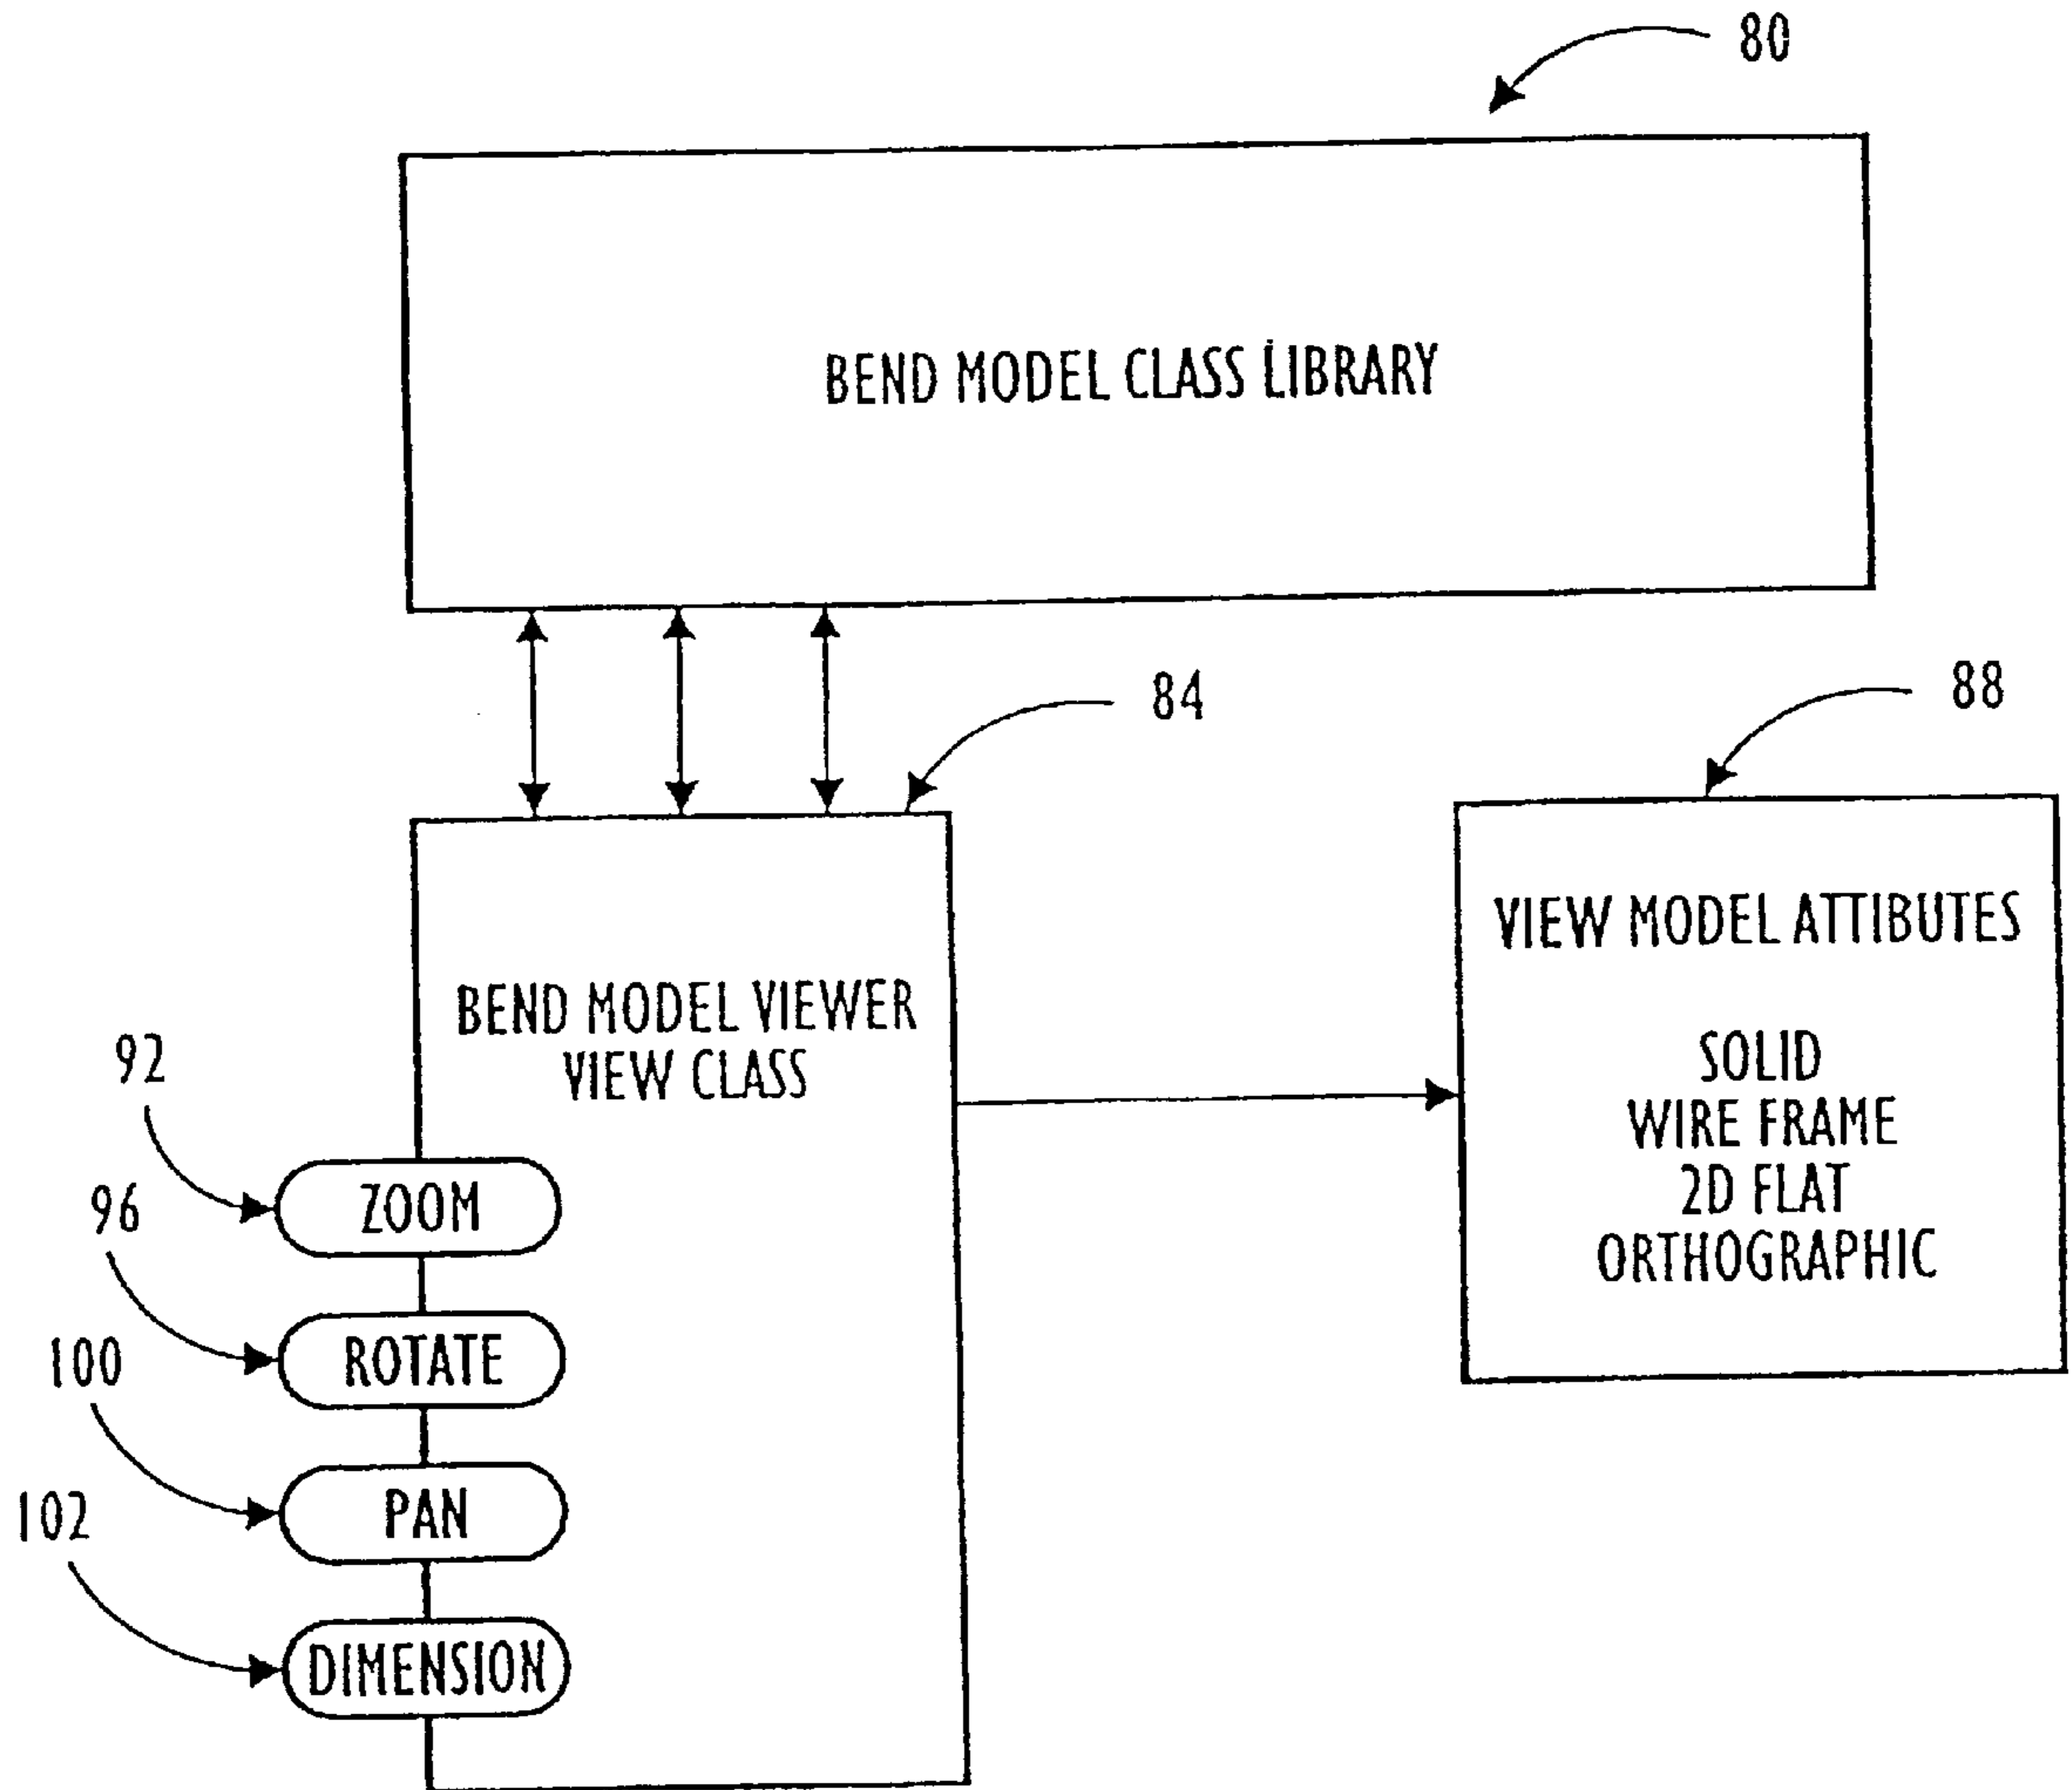 80
BEND MODEL CLASS LIBRARY
84
88
BEND MODEL VIEWER
VIEW CLASS
VIEW MODEL ATTIBUTES
SOLID
WIRE FRAME
2D FLAT
ORTHOGRAPHIC
92
ZOOM
96
ROTATE
100
PAN
102
DIMENSION